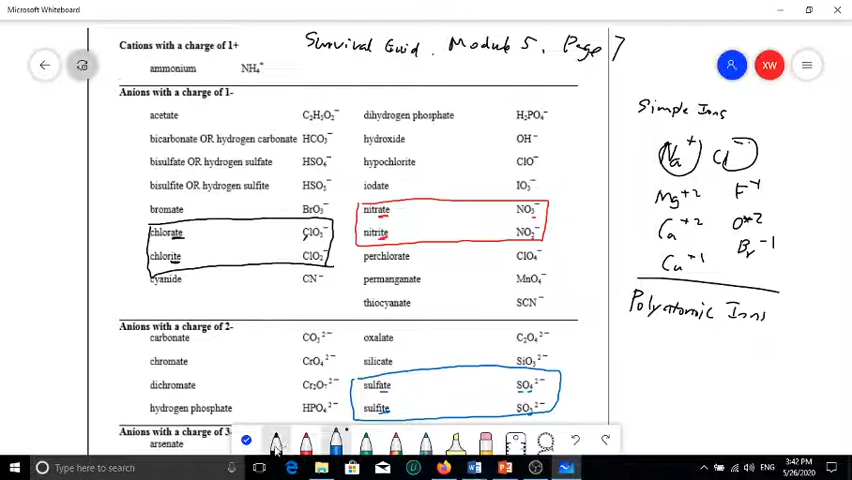 Microsoft Whiteboard
Survival Guid. Module 5, Page 7
Cations with a charge of 1+
ammonium NH4+
Anions with a charge of 1-
acetate C2H3O2− dihydrogen phosphate H2PO4−
bicarbonate OR hydrogen carbonate HCO3− hydroxide OH−
bisulfate OR hydrogen sulfate HSO4− hypochlorite ClO−
bisulfite OR hydrogen sulfite HSO3− iodate IO3−
bromate BrO3− nitrate NO3−
chlorate ClO3− nitrite NO2−
chlorite ClO2− perchlorate ClO4−
cyanide CN− permanganate MnO4−
thiocyanate SCN−
Anions with a charge of 2-
carbonate CO3 2− oxalate C2O4 2−
chromate CrO4 2− silicate SiO3 2−
dichromate Cr2O7 2− sulfate SO4 2−
hydrogen phosphate HPO4 2− sulfite SO3 2−
Anions with a charge of 3-
arsenate
XW
Simple Ions
Na+ Cl−
Mg+2 F-1
Ca+2 O-2
Cu+1 Br-1
Polyatomic Ions
Type here to search
ENG
3:42 PM
5/26/2020